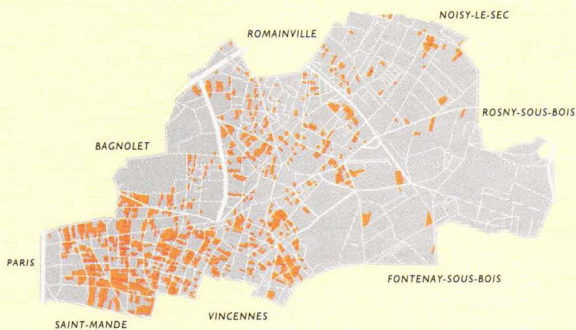 NOISY-LE-SEC
ROMAINVILLE
ROSNY-SOUS-BOIS
BAGNOLET
PARIS
FONTENAY-SOUS-BOIS
VINCENNES
SAINT-MANDE